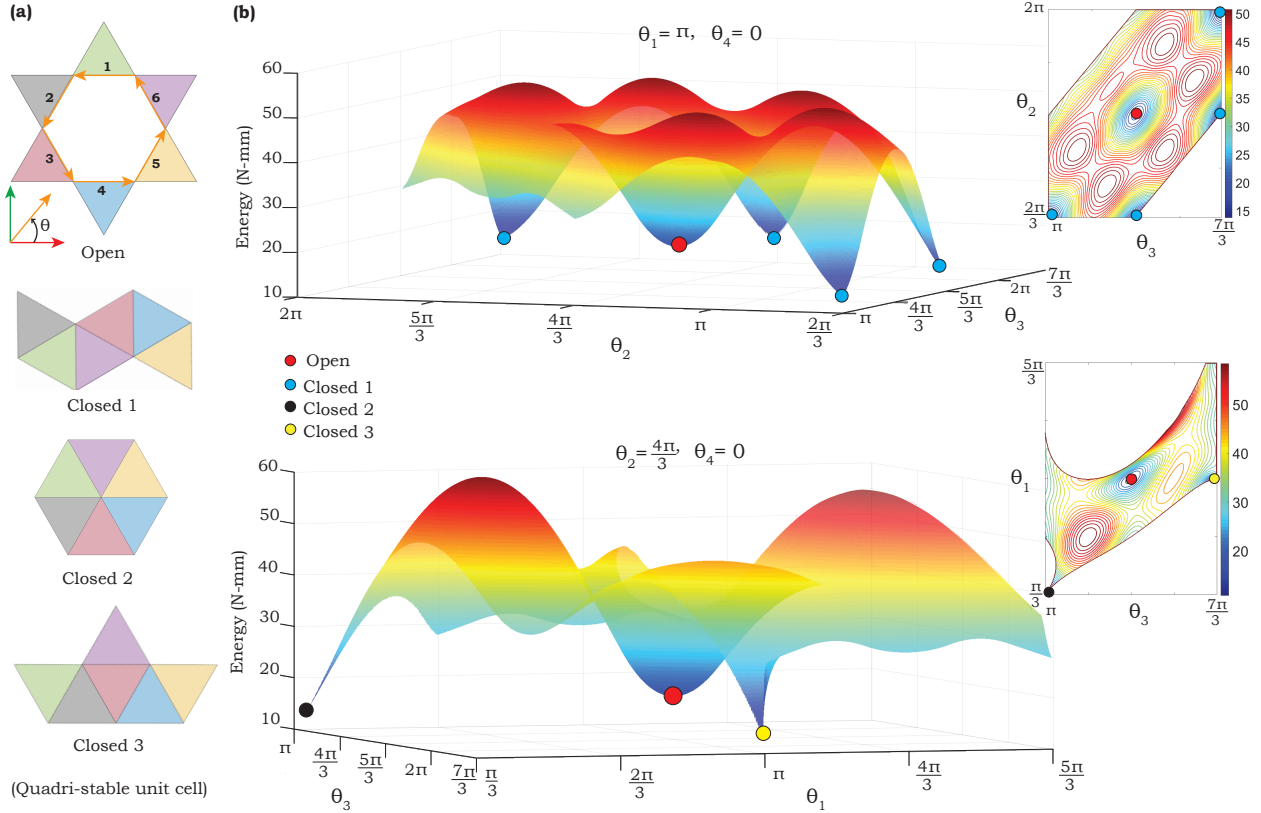 (a)
1
2
6
3
5
4
θ
Open
Closed 1
Closed 2
Closed 3
(Quadri-stable unit cell)
(b)
θ₁= π, θ₄= 0
Energy (N-mm)
60
50
40
30
20
10
2π
5π/3
4π/3
π
2π/3
θ₂
π
4π/3
5π/3
2π
7π/3
θ₃
2π
θ₂
2π/3
π
θ₃
7π/3
50
45
40
35
30
25
20
15
Open
Closed 1
Closed 2
Closed 3
θ₂= 4π/3, θ₄= 0
Energy (N-mm)
60
50
40
30
20
10
π
4π/3
5π/3
2π
7π/3
θ₃
π/3
2π/3
π
4π/3
5π/3
θ₁
5π/3
θ₁
π/3
π
θ₃
7π/3
50
40
30
20